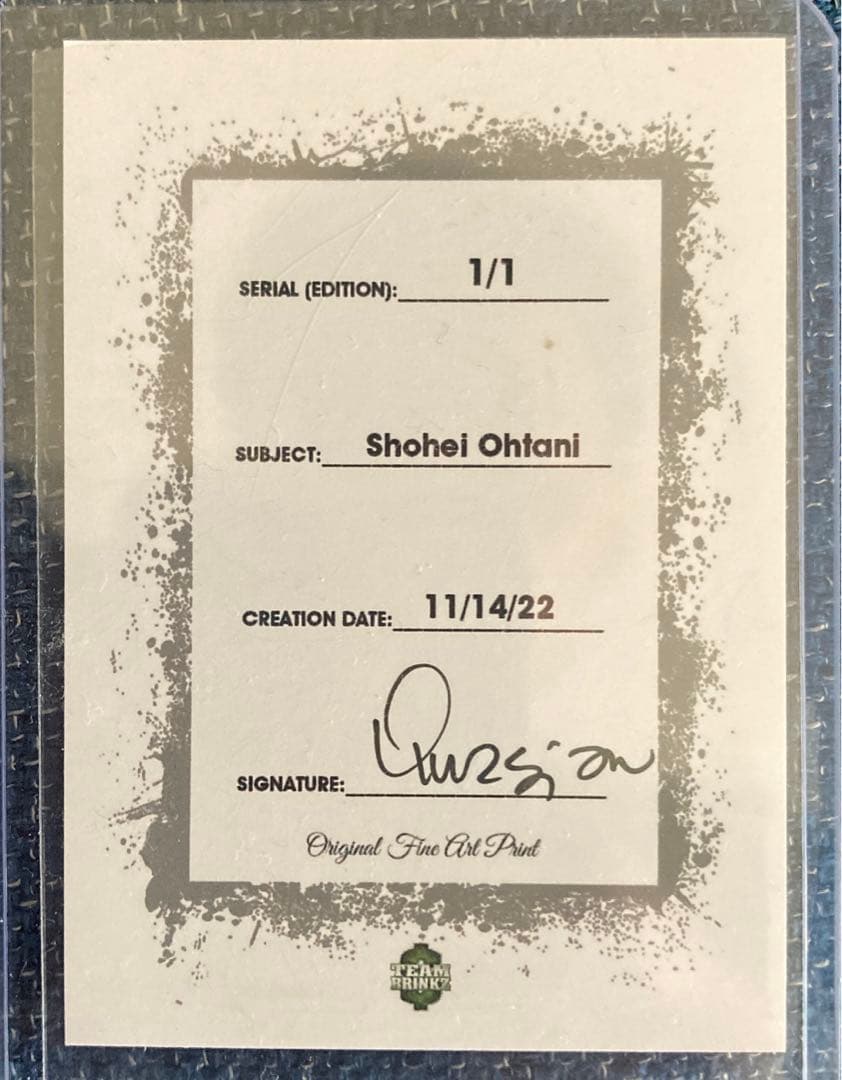 SERIAL (EDITION): 1/1
SUBJECT: Shohei Ohtani
CREATION DATE: 11/14/22
SIGNATURE:
Original Fine Art Print
TEAM
BRINKZ